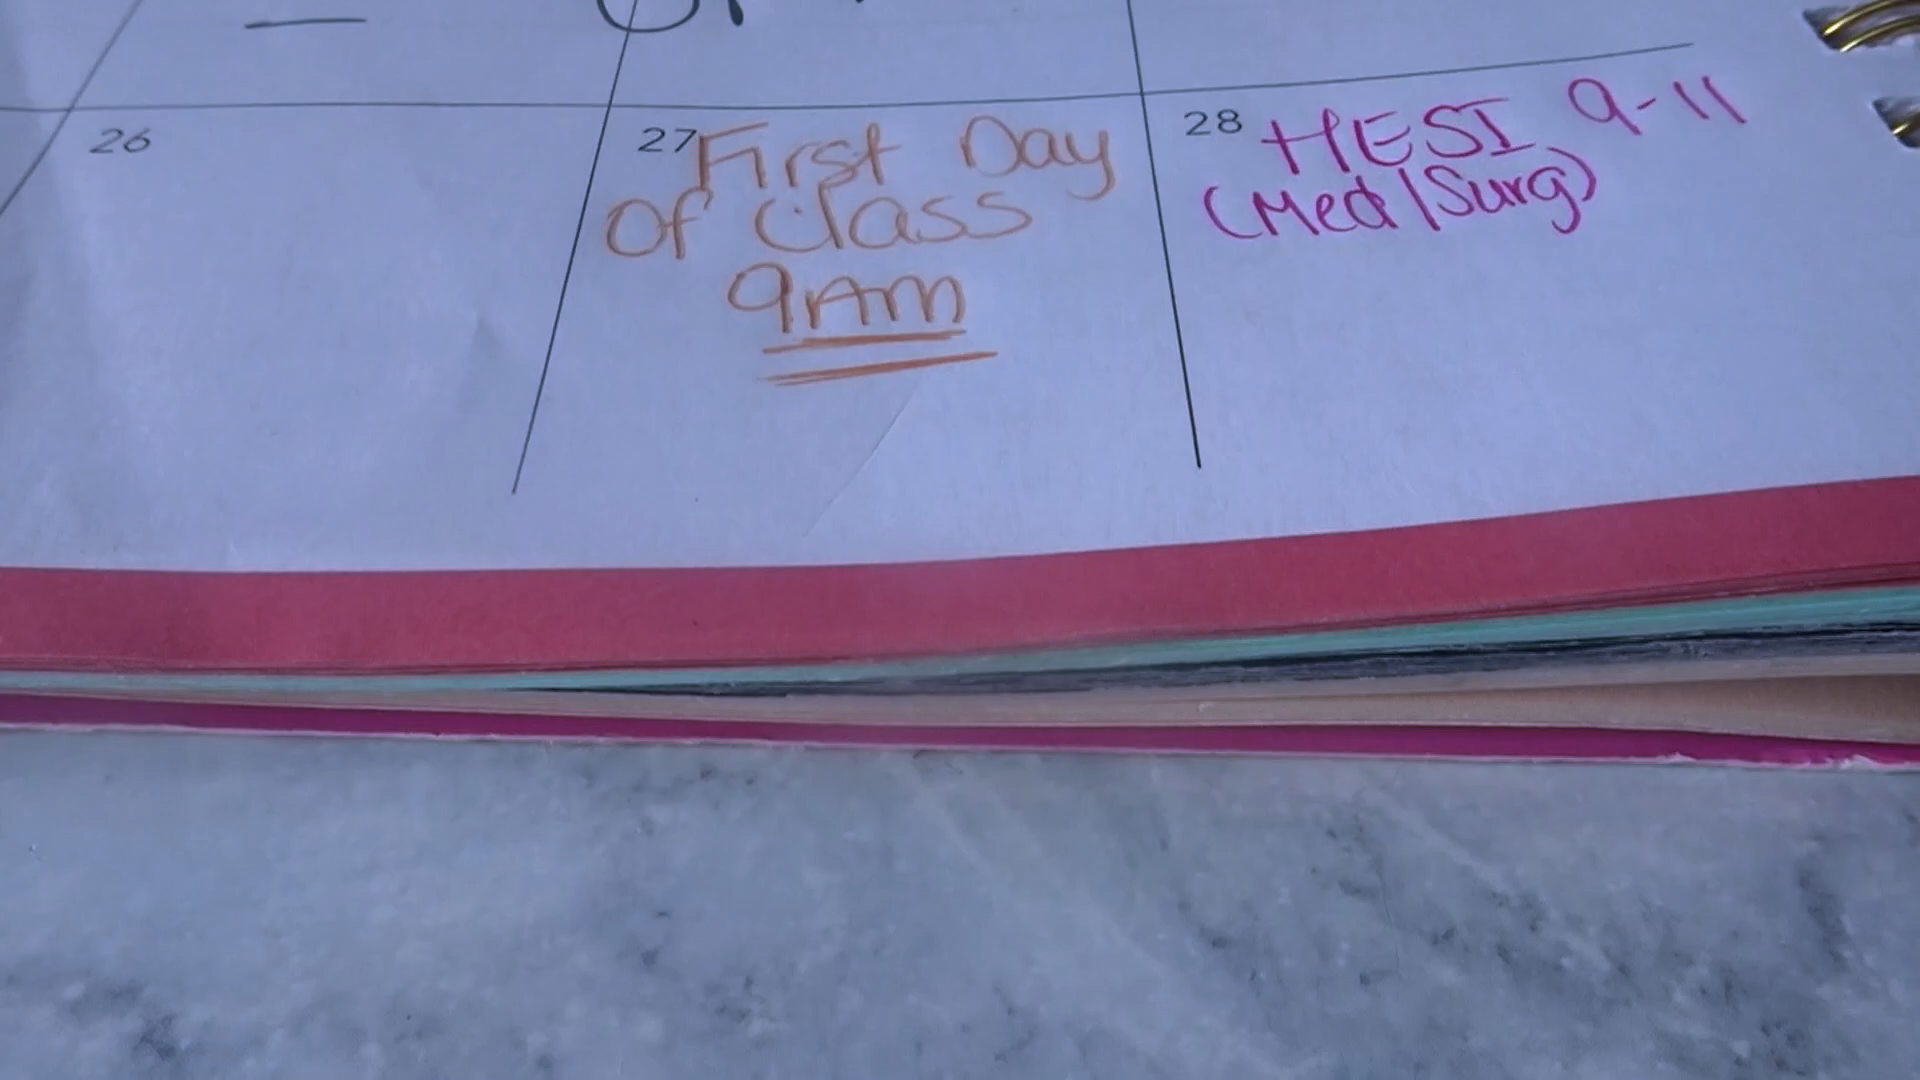 26
27 First Day
Of Class
9AM
28 HESI 9-11
(Med/Surg)